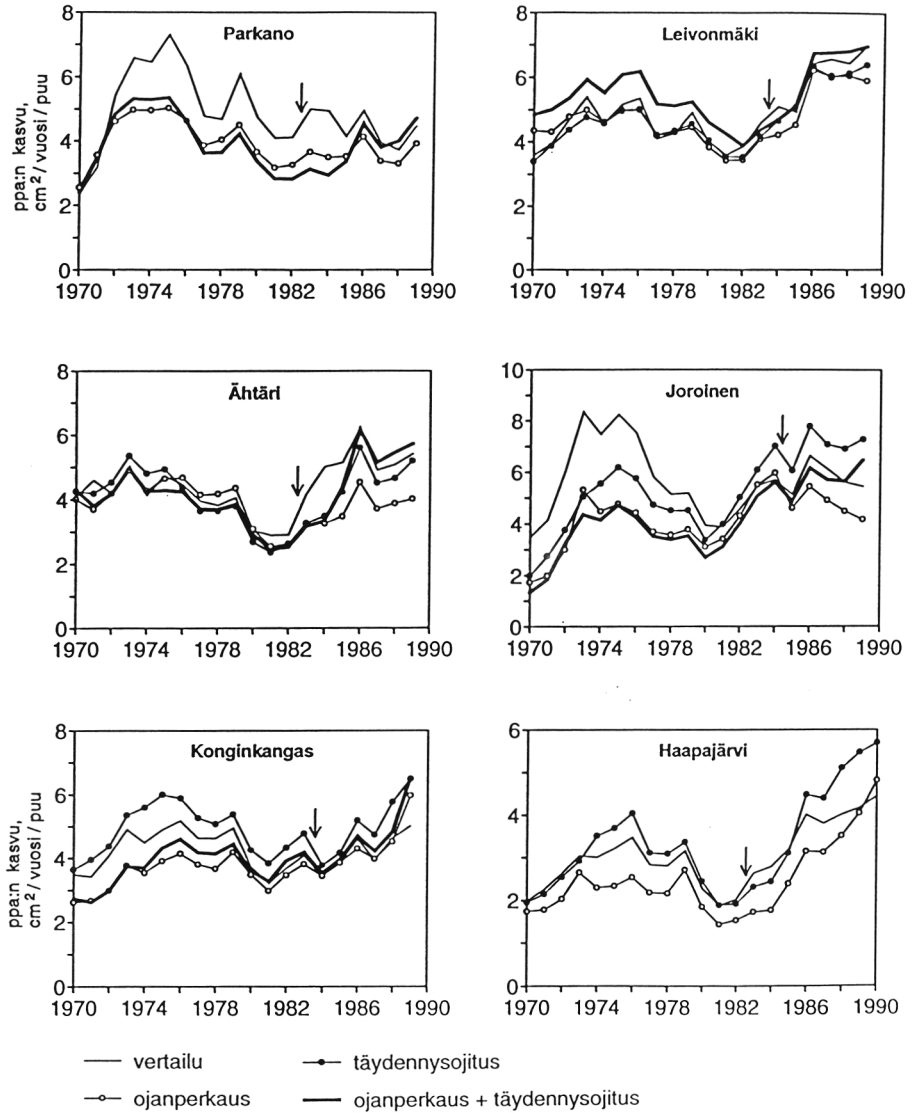 Parkano
ppa:n kasvu,
cm²/ vuosi / puu
8
6
4
2
0
1970 1974 1978 1982 1986 1990
Leivonmäki
8
6
4
2
0
1970 1974 1978 1982 1986 1990
Ähtäri
8
6
4
2
0
1970 1974 1978 1982 1986 1990
Joroinen
10
8
6
4
2
0
1970 1974 1978 1982 1986 1990
Konginkangas
ppa:n kasvu,
cm²/ vuosi / puu
8
6
4
2
0
1970 1974 1978 1982 1986 1990
Haapajärvi
6
4
2
0
1970 1974 1978 1982 1986 1990
vertailu
täydennysojitus
ojanperkaus
ojanperkaus + täydennysojitus